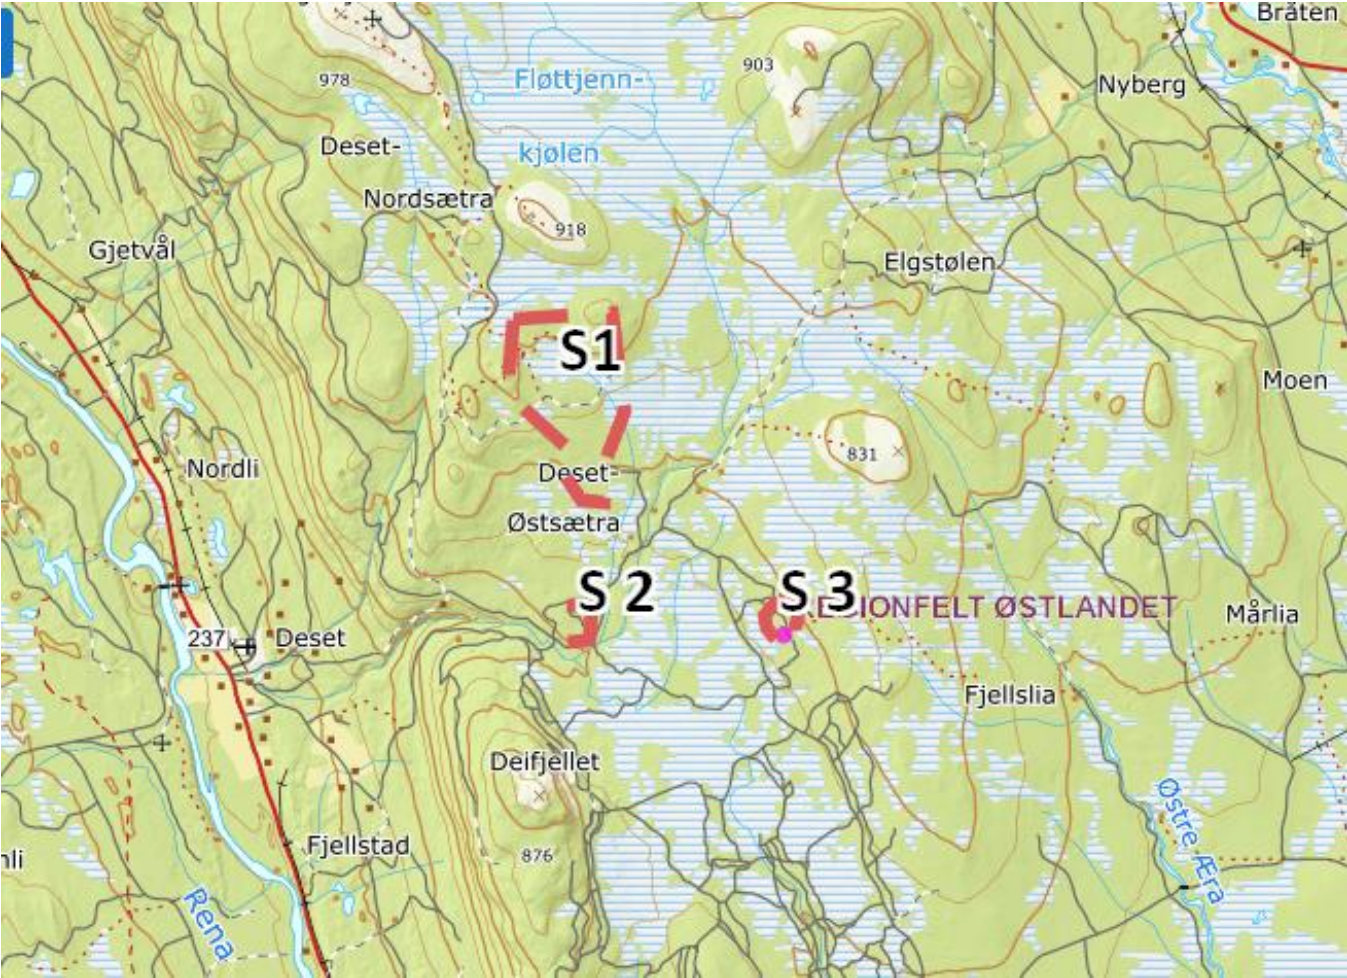 Bråten
978
Fløttjenn-
903
Nyberg
Deset-
kjølen
Nordsætra
918
Gjetvål
Elgstølen
S1
Moen
831
Nordli
Deset-
Østsætra
S 2
S 3
REGIONFELT ØSTLANDET
Mårlia
237
Deset
Fjellslia
Deifjellet
Østre Æra
Fjellstad
876
Rena